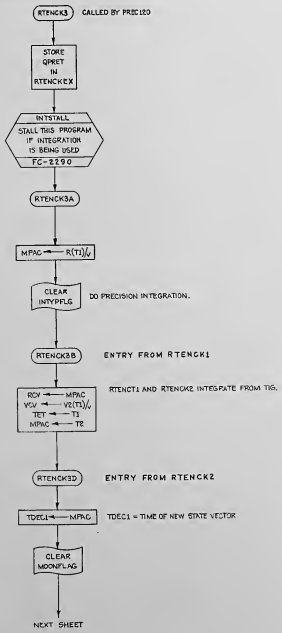 RTENCK3 CALLED BY PREC120
STORE
QPRET
IN
RTENCKEX
INTSTALL
STALL THIS PROGRAM
IF INTEGRATION
IS BEING USED
FC-2290
RTENCK3A
MPAC ← R(T1)/V
CLEAR
INTYPFLG
DO PRECISION INTEGRATION.
RTENCK3B ENTRY FROM RTENCK1
RTENCT1 AND RTENCK2 INTEGRATE FROM TIG.
RCV ← MPAC
VCV ← V2(T1)/V
TET ← T1
MPAC ← T2
RTENCK3D ENTRY FROM RTENCK2
TDEC1 ← MPAC TDEC1 = TIME OF NEW STATE VECTOR
CLEAR
MOONFLAG
NEXT SHEET